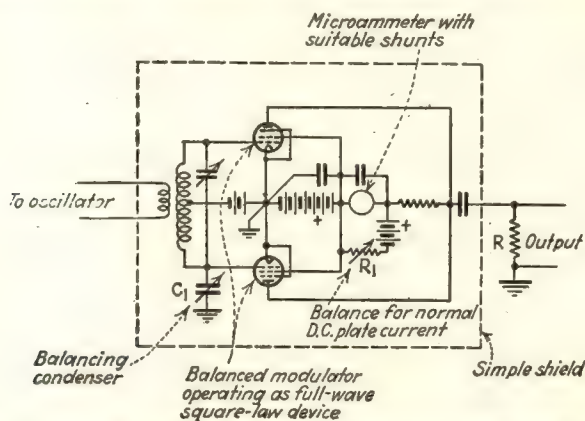 Microammeter with
suitable shunts
To oscillator
+
+
R1
R
Output
C1
Balance for normal
D.C. plate current
Balancing
condenser
Balanced modulator
operating as full-wave
square-law device
Simple shield